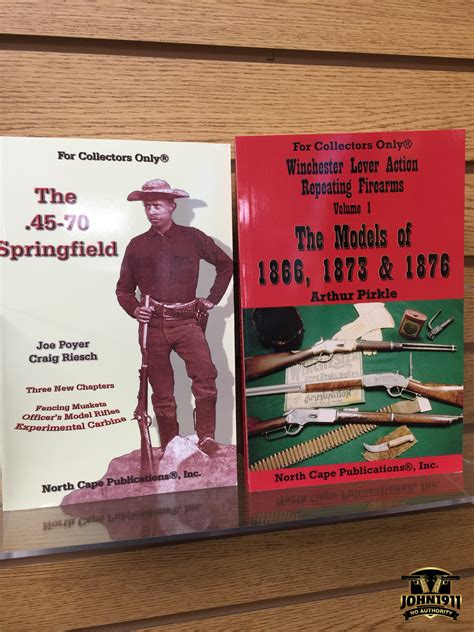 For Collectors Only®
The
.45-70
Springfield
Joe Poyer
Craig Riesch
Three New Chapters
Fencing Muskets
Officer's Model Rifles
Experimental Carbine
North Cape Publications®, Inc.
For Collectors Only®
Winchester Lever Action
Repeating Firearms
Volume 1
The Models of
1866, 1873 & 1876
Arthur Pirkle
WINCHESTER
AMMUNITION
North Cape Publications®, Inc.
JOHN1911
NO AUTHORITY